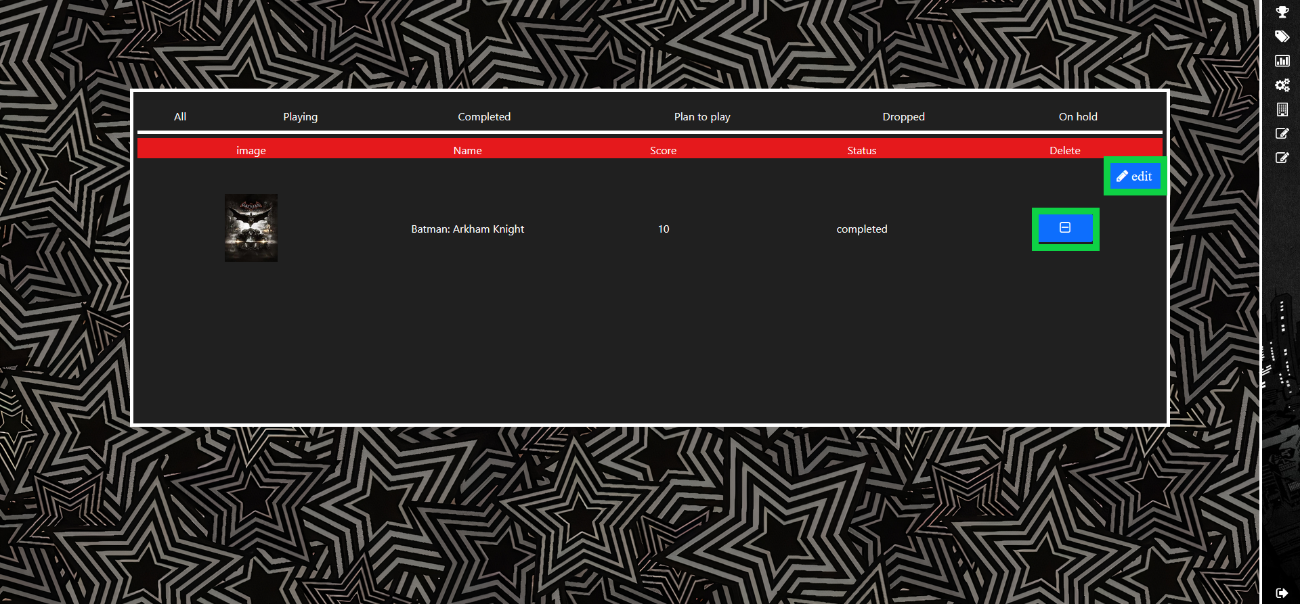 All Playing Completed Plan to play Dropped On hold
image Name Score Status Delete
edit
Batman: Arkham Knight 10 completed